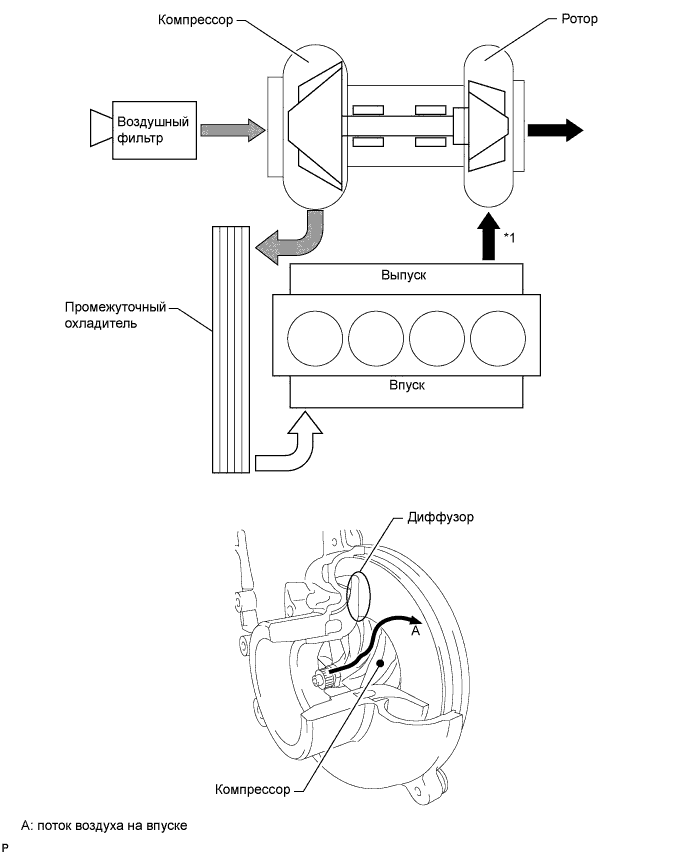 Компрессор
Ротор
Воздушный
фильтр
*1
Выпуск
Промежуточный
охладитель
Впуск
Диффузор
A
Компрессор
A: поток воздуха на впуске
P